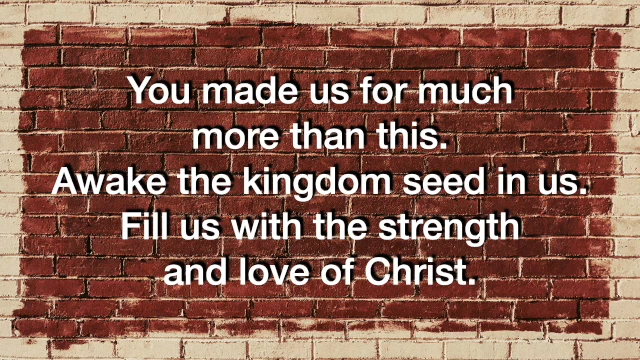 You made us for much
more than this.
Awake the kingdom seed in us.
Fill us with the strength
and love of Christ.